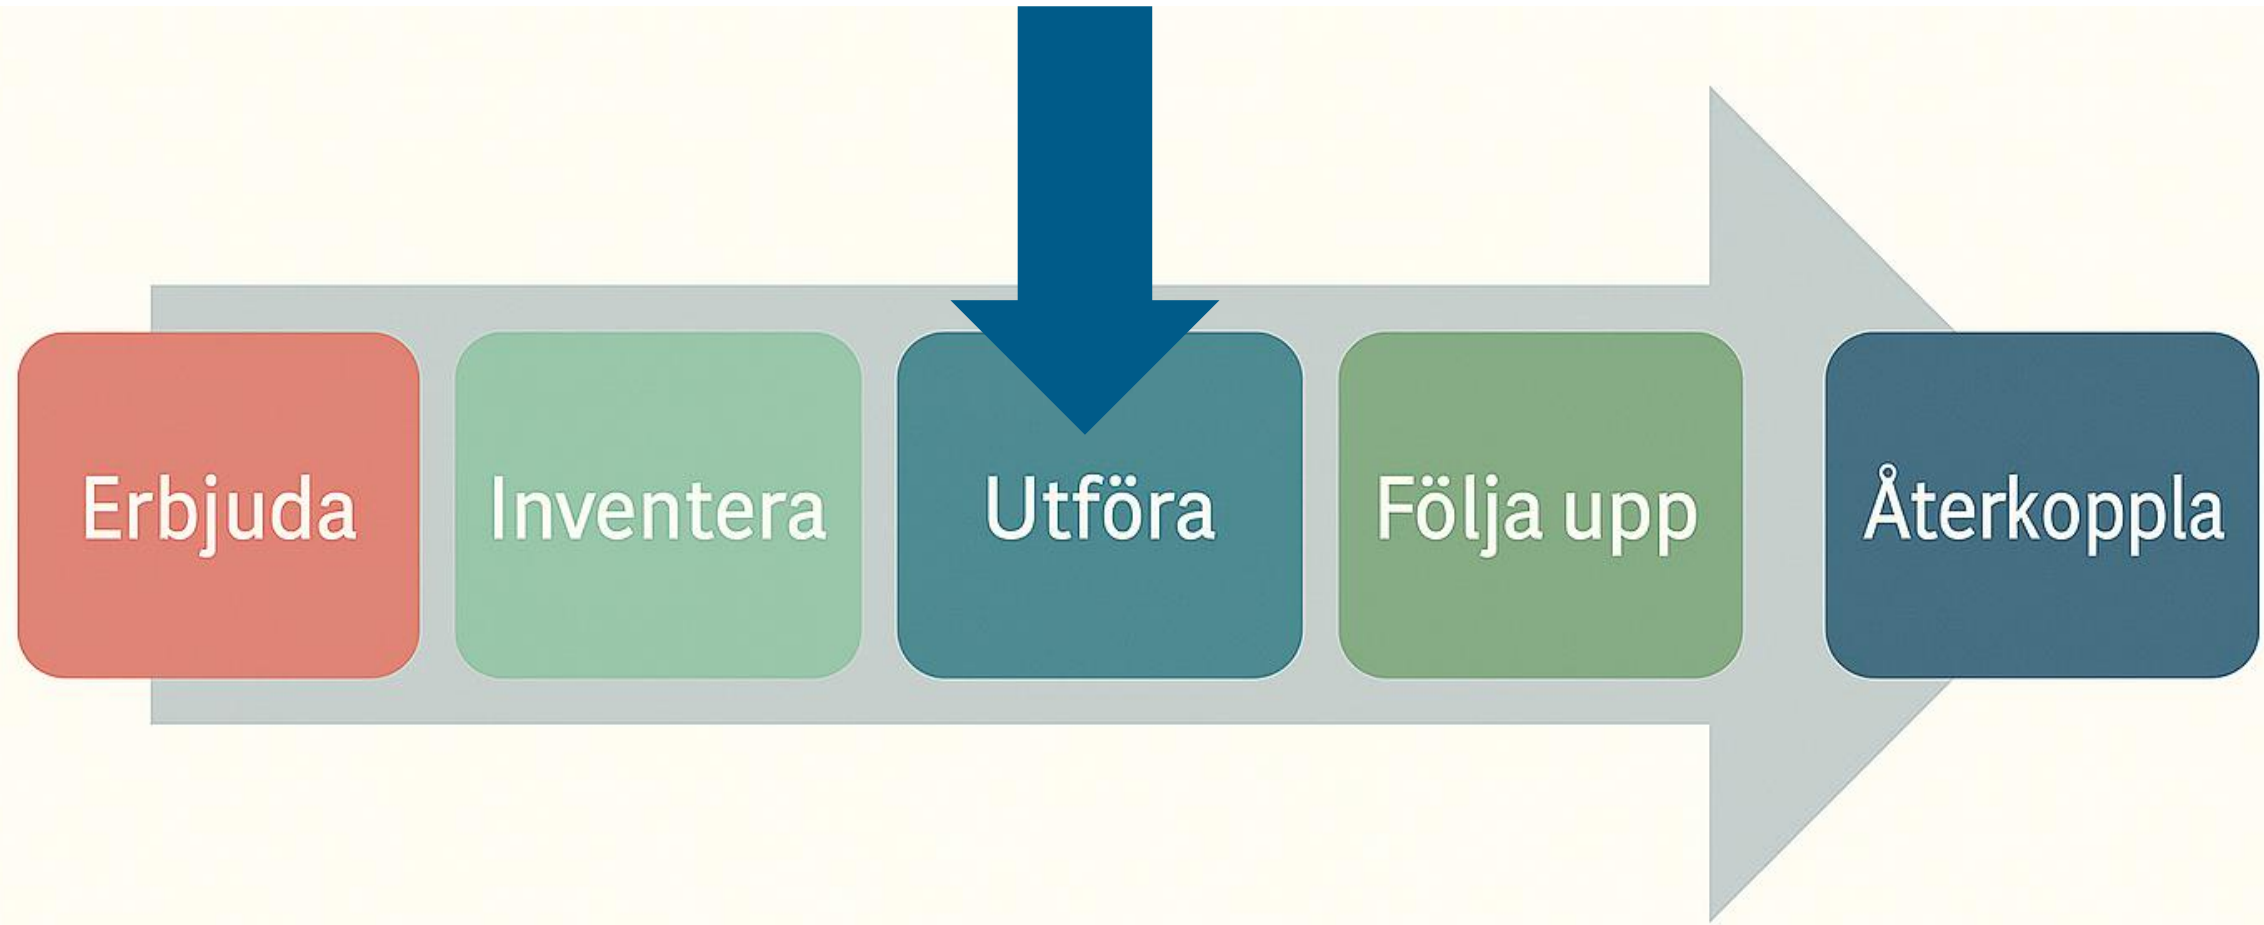 Erbjuda
Inventera
Utföra
Följa upp
Återkoppla